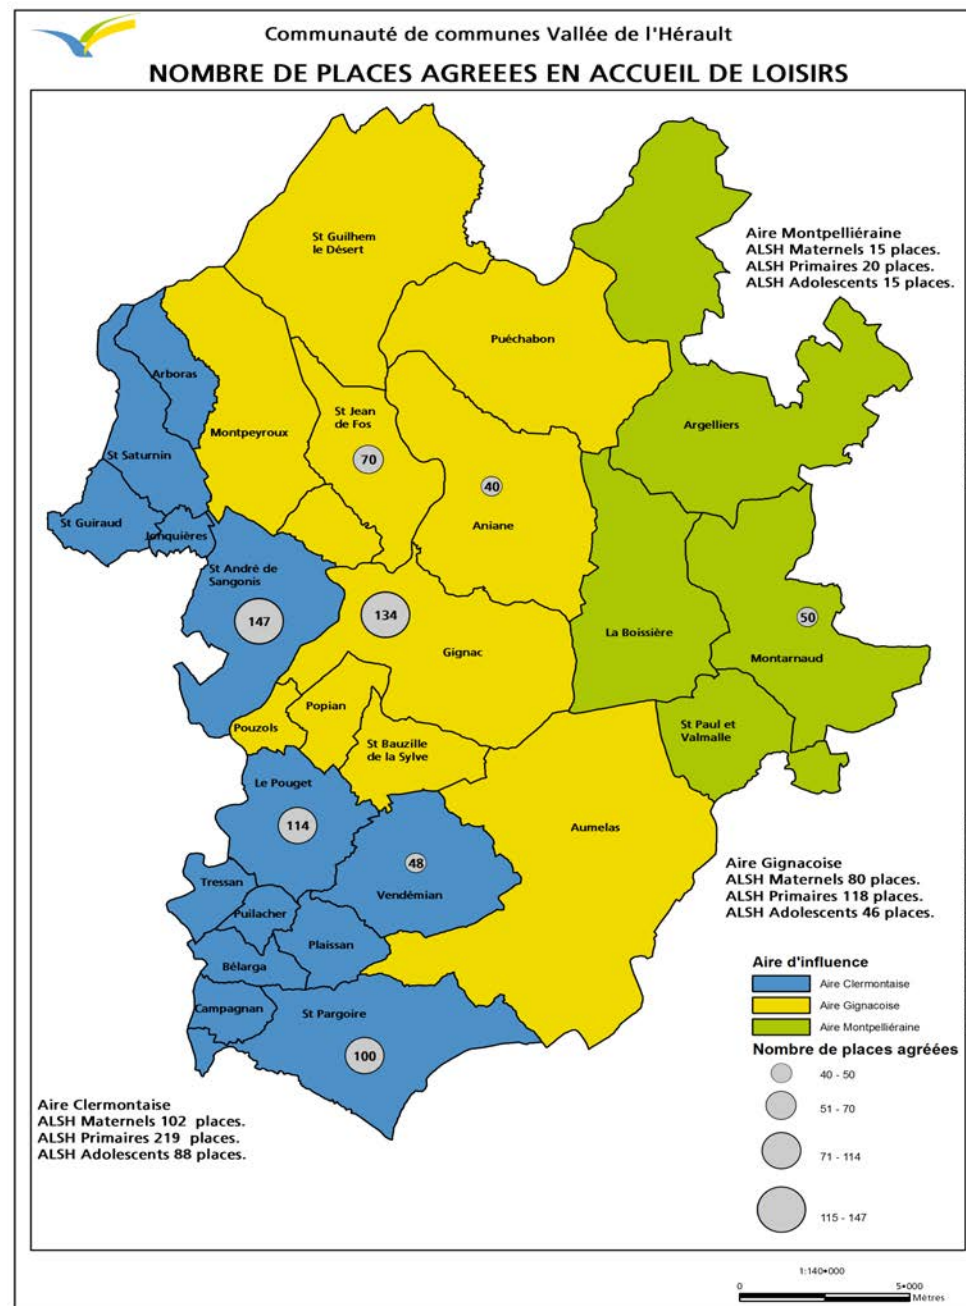 Communauté de communes Vallée de l'Hérault
NOMBRE DE PLACES AGREEES EN ACCUEIL DE LOISIRS
St Guilhem
le Désert
Aire Montpelliéraine
ALSH Maternels 15 places.
ALSH Primaires 20 places.
ALSH Adolescents 15 places.
Puéchabon
Arboras
St Jean
de Fos
Montpeyroux
Argelliers
St Saturnin
70
40
St Guiraud
Aniane
Jonquières
St André de
Sangonis
147
134
50
La Boissière
Gignac
Montarnaud
Popian
Pouzols
St Paul et
Valmalle
St Bauzille
de la Sylve
Le Pouget
114
Aumelas
48
Aire Gignacoise
ALSH Maternels 80 places.
ALSH Primaires 118 places.
ALSH Adolescents 46 places.
Tressan
Vendémian
Puilacher
Plaissan
Bélarga
Campagnan
St Pargoire
100
Aire d'influence
Aire Clermontaise
Aire Gignacoise
Aire Montpelliéraine
Nombre de places agréées
40 - 50
51 - 70
71 - 114
115 - 147
Aire Clermontaise
ALSH Maternels 102 places.
ALSH Primaires 219 places.
ALSH Adolescents 88 places.
1:140•000
0 5•000
Mètres